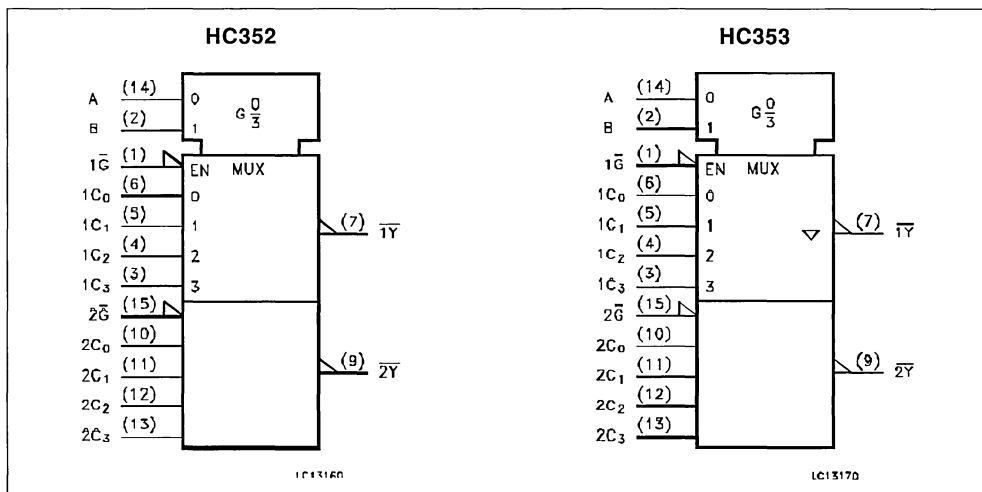 HC352
A (14) 0
B (2) 1
G 0/3
1G̅ (1) EN MUX
1C₀ (6) 0
1C₁ (5) 1
1C₂ (4) 2
1C₃ (3) 3
(7) 1Y̅
2G̅ (15)
2C₀ (10)
2C₁ (11)
2C₂ (12)
2C₃ (13)
(9) 2Y̅
LC13160
HC353
A (14) 0
B (2) 1
G 0/3
1G̅ (1) EN MUX
1C₀ (6) 0
1C₁ (5) 1
1C₂ (4) 2
1C₃ (3) 3
(7) 1Y̅
2G̅ (15)
2C₀ (10)
2C₁ (11)
2C₂ (12)
2C₃ (13)
(9) 2Y̅
LC13170